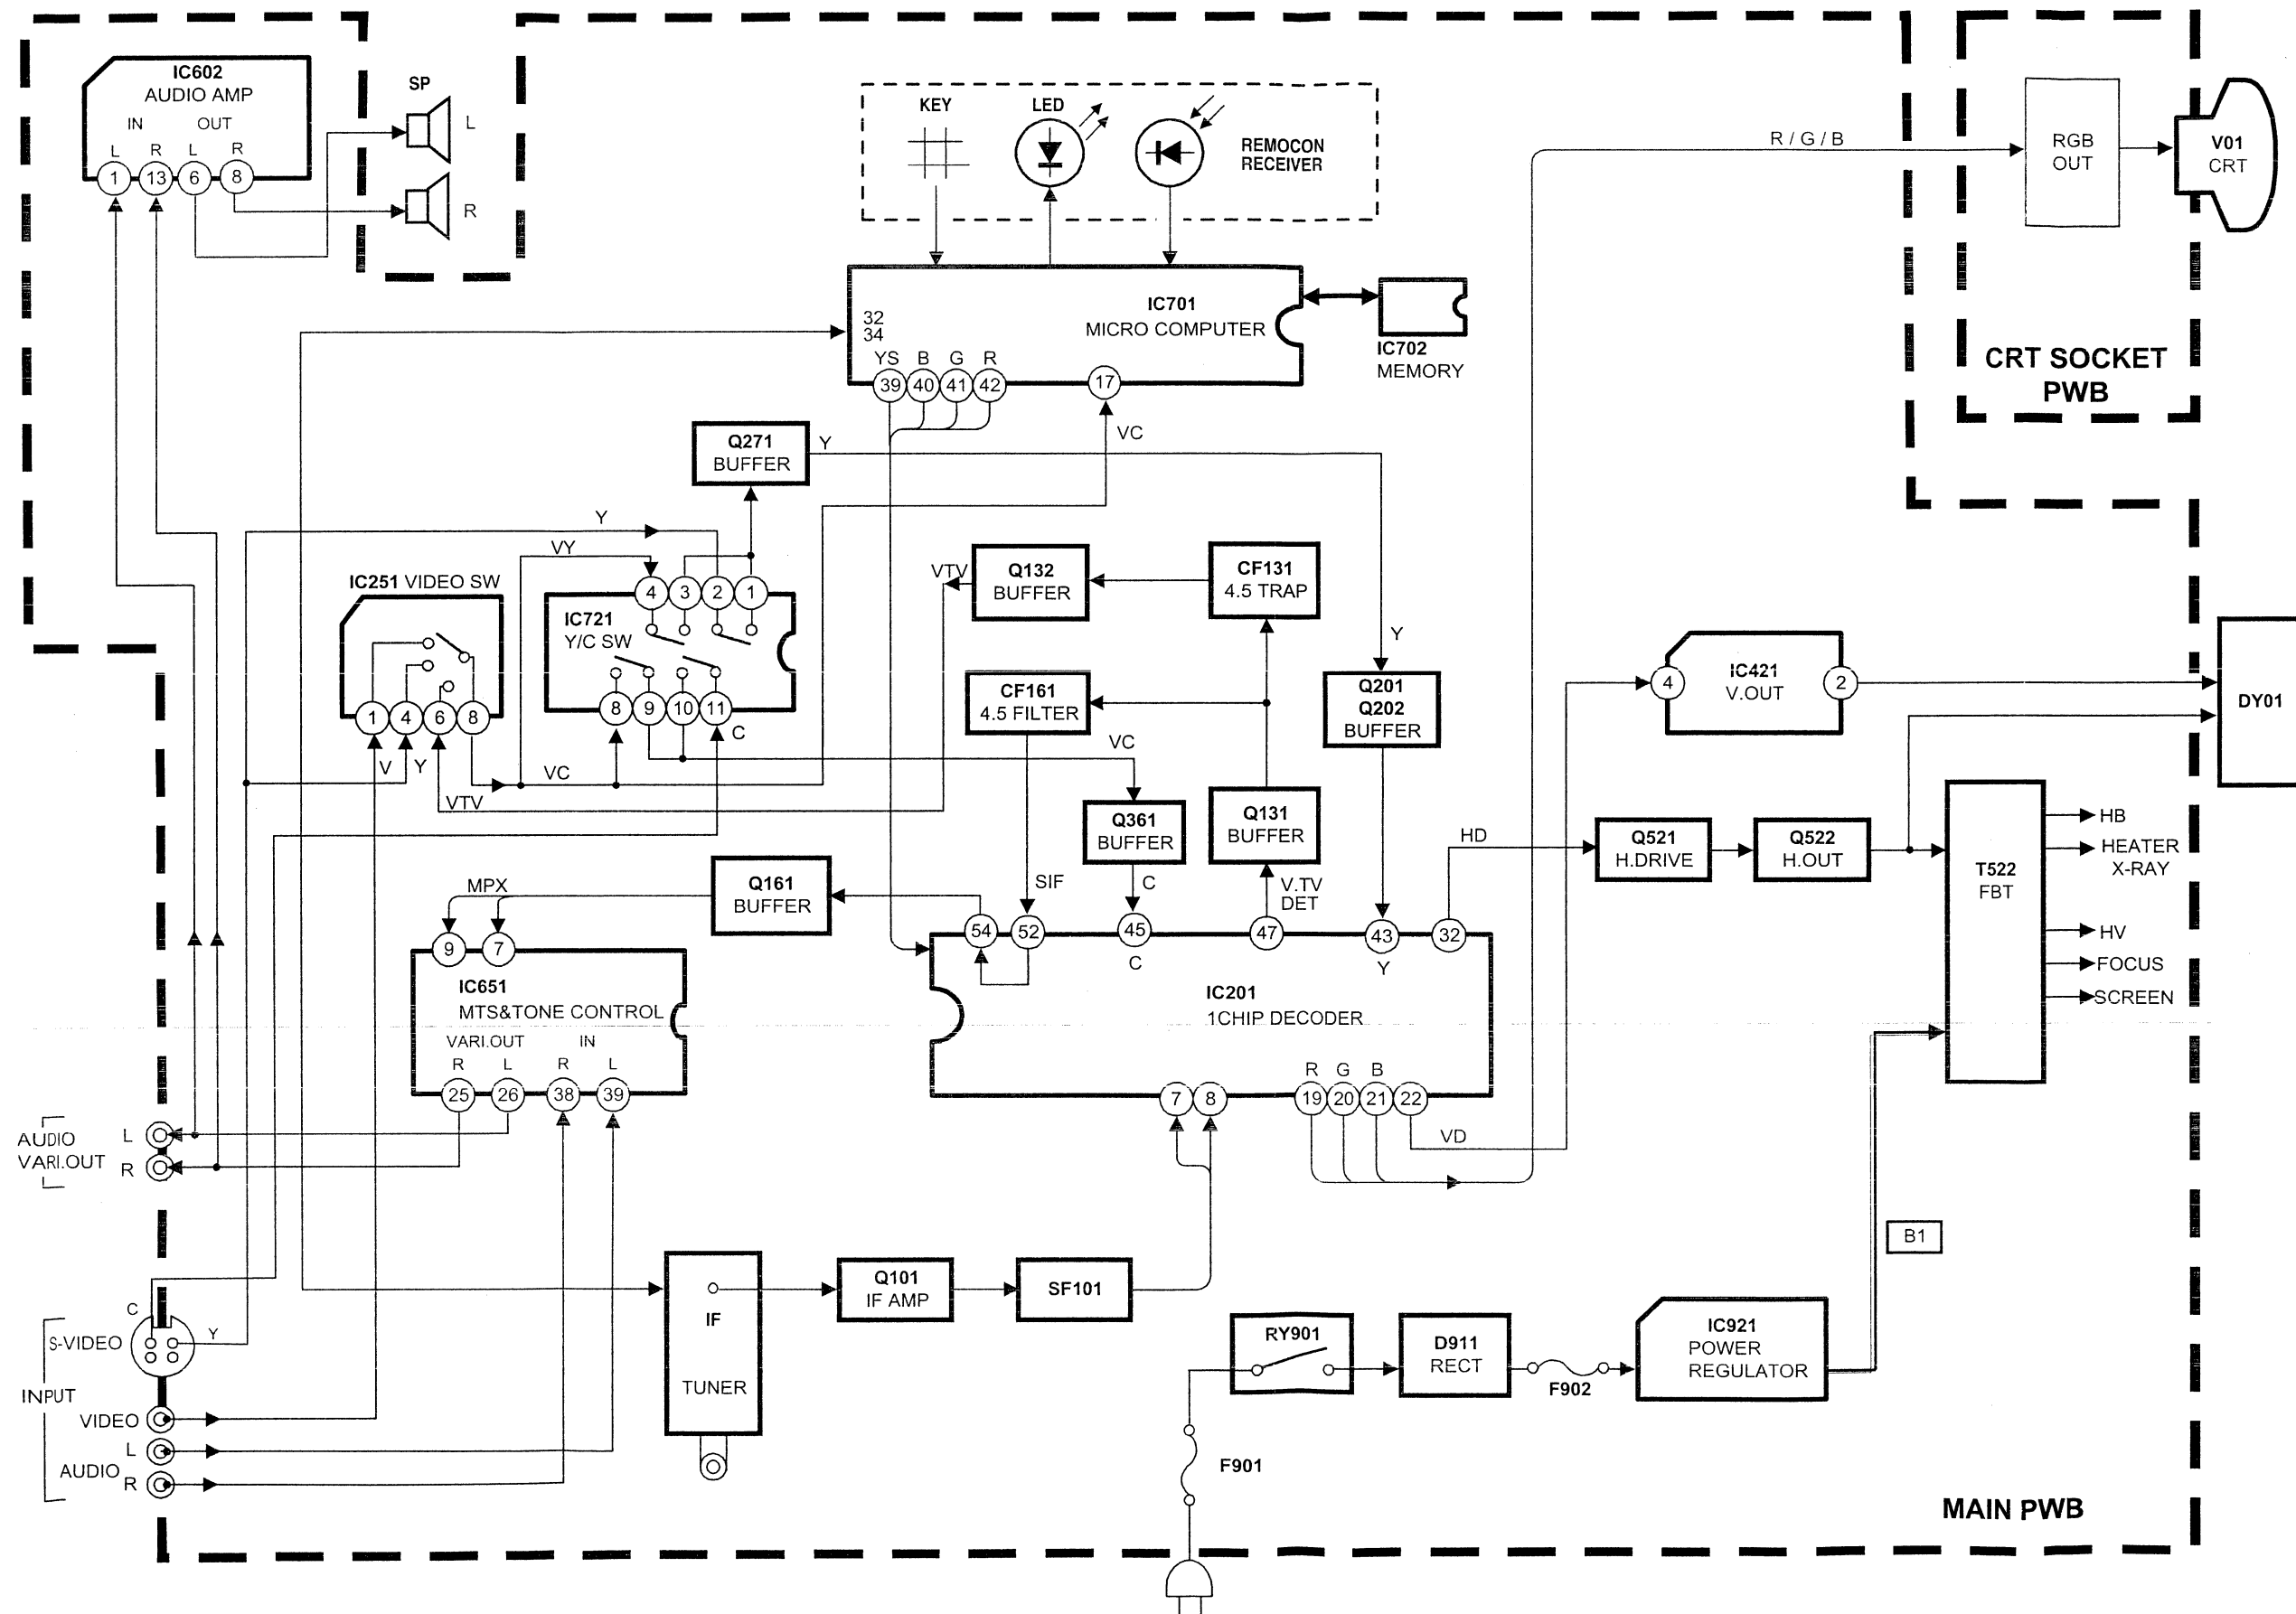 IC602
AUDIO AMP
IN OUT
L R L R
1 13 6 8
SP
L
R
KEY
LED
REMOCON
RECEIVER
R / G / B
RGB
OUT
V01
CRT
CRT SOCKET
PWB
IC701
MICRO COMPUTER
32
34
YS B G R
39 40 41 42 17
IC702
MEMORY
VC
Q271
BUFFER
Y
Y
VY
IC251 VIDEO SW
1 4 6 8
V Y
VTV
VC
4 3 2 1
IC721
Y/C SW
8 9 10 11
C
VTV
Q132
BUFFER
CF131
4.5 TRAP
CF161
4.5 FILTER
VC
Y
Q201
Q202
BUFFER
Q361
BUFFER
Q131
BUFFER
SIF
C
V.TV
DET
4
IC421
V.OUT
2
DY01
HD
Q521
H.DRIVE
Q522
H.OUT
T522
FBT
HB
HEATER
X-RAY
HV
FOCUS
SCREEN
MPX
Q161
BUFFER
9 7
IC651
MTS&TONE CONTROL
VARI.OUT IN
R L R L
25 26 38 39
54 52 45 47 43 32
C Y
IC201
1CHIP DECODER
R G B
7 8 19 20 21 22
VD
AUDIO
VARI.OUT
L
R
B1
C
S-VIDEO
Y
INPUT
VIDEO
L
AUDIO
R
IF
TUNER
Q101
IF AMP
SF101
RY901
D911
RECT
F902
IC921
POWER
REGULATOR
F901
MAIN PWB